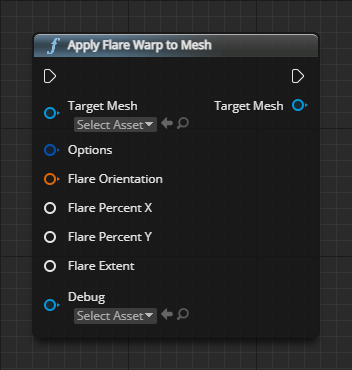 f Apply Flare Warp to Mesh
Target Mesh Target Mesh
Select Asset
Options
Flare Orientation
Flare Percent X
Flare Percent Y
Flare Extent
Debug
Select Asset